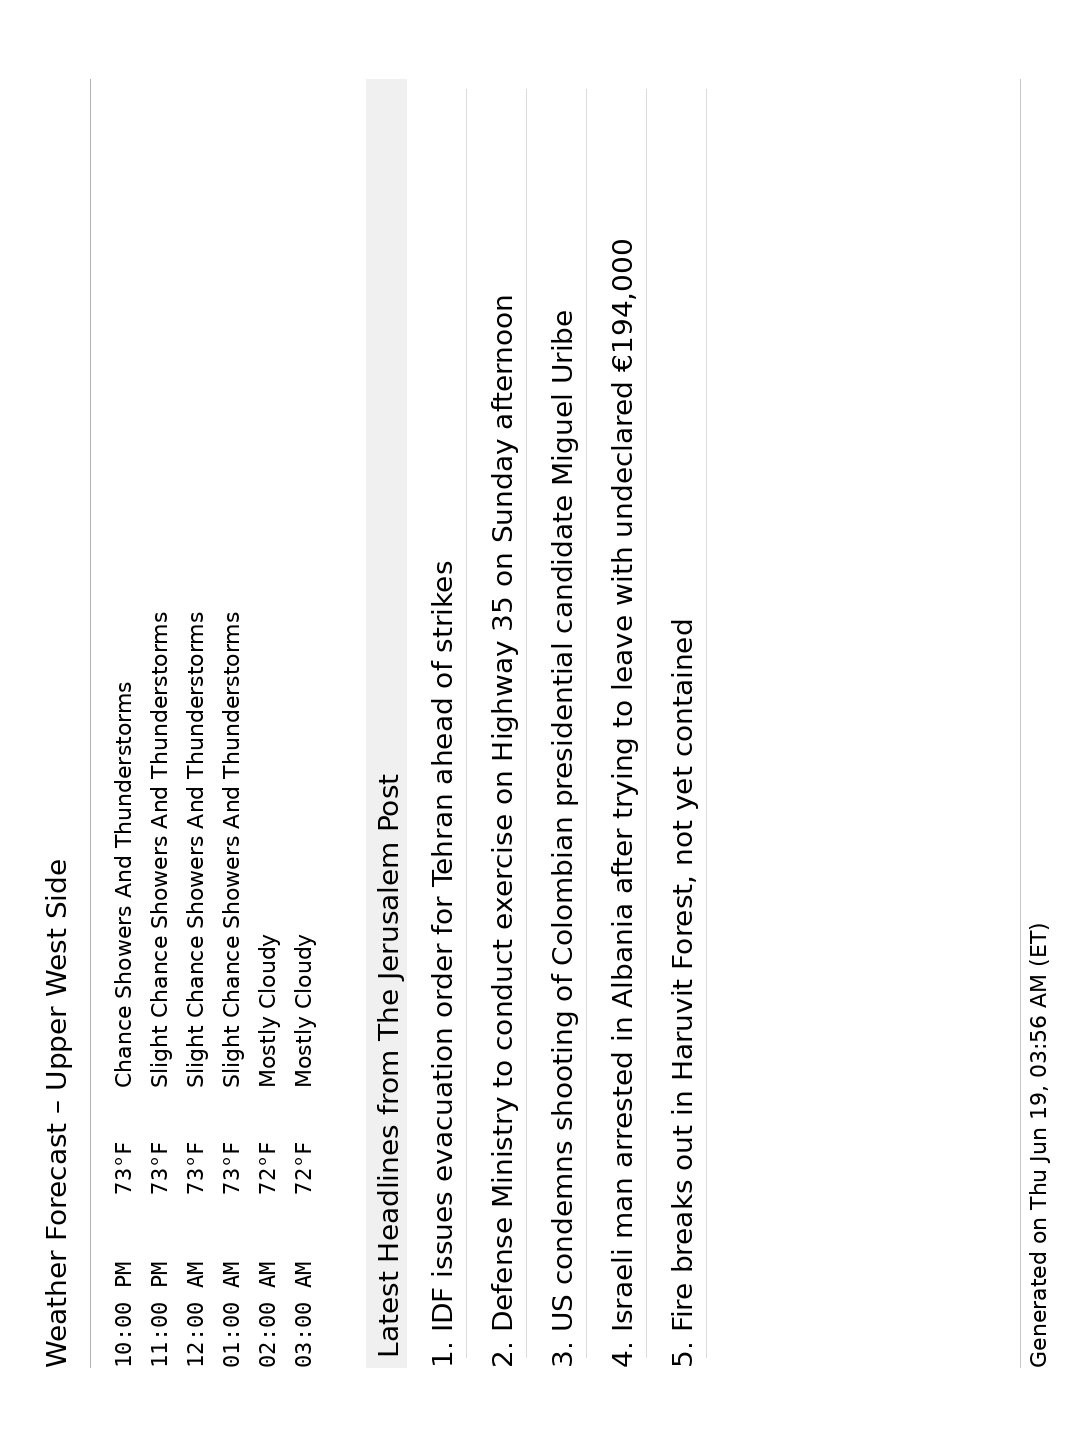 Weather Forecast – Upper West Side
10:00 PM 73°F Chance Showers And Thunderstorms
11:00 PM 73°F Slight Chance Showers And Thunderstorms
12:00 AM 73°F Slight Chance Showers And Thunderstorms
01:00 AM 73°F Slight Chance Showers And Thunderstorms
02:00 AM 72°F Mostly Cloudy
03:00 AM 72°F Mostly Cloudy
Latest Headlines from The Jerusalem Post
1. IDF issues evacuation order for Tehran ahead of strikes
2. Defense Ministry to conduct exercise on Highway 35 on Sunday afternoon
3. US condemns shooting of Colombian presidential candidate Miguel Uribe
4. Israeli man arrested in Albania after trying to leave with undeclared €194,000
5. Fire breaks out in Haruvit Forest, not yet contained
Generated on Thu Jun 19, 03:56 AM (ET)